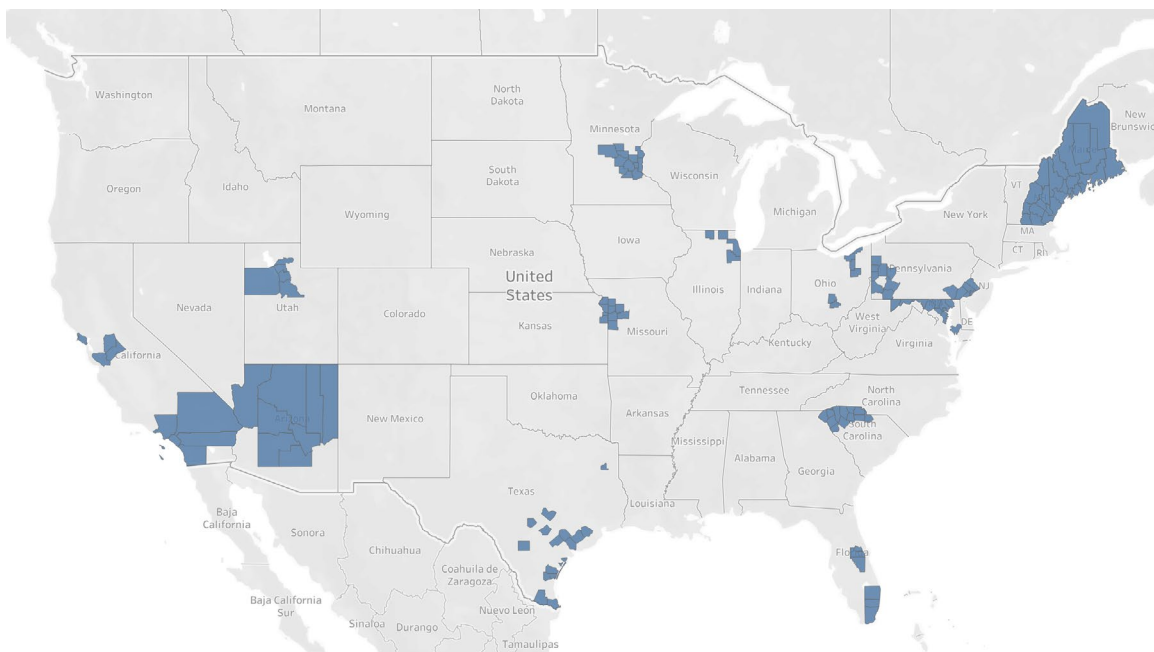 Washington
Montana
North
Dakota
Minnesota
New
Brunswick
Oregon
Idaho
South
Dakota
Wisconsin
Michigan
VT
New York
MA
CT
RI
Wyoming
Iowa
Nebraska
United
States
Nevada
Utah
Colorado
Kansas
Missouri
Illinois
Indiana
Ohio
Pennsylvania
NJ
West
Virginia
DE
Virginia
Kentucky
California
Arizona
New Mexico
Oklahoma
Arkansas
Tennessee
North
Carolina
South
Carolina
Mississippi
Alabama
Georgia
Texas
Louisiana
Florida
Baja
California
Sonora
Chihuahua
Coahuila de
Zaragoza
Baja California
Sur
Sinaloa
Durango
Nuevo León
Tamaulipas